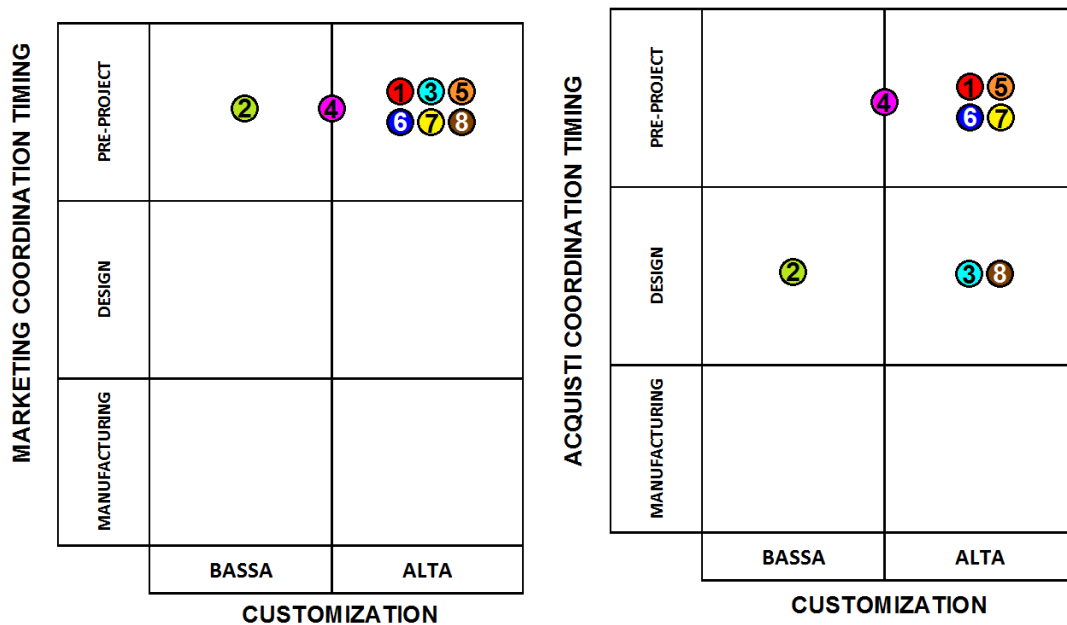 MARKETING COORDINATION TIMING
PRE-PROJECT
2 4 1 3 5
6 7 8
DESIGN
MANUFACTURING
BASSA ALTA
CUSTOMIZATION
ACQUISTI COORDINATION TIMING
PRE-PROJECT
4 1 5
6 7
DESIGN
2 3 8
MANUFACTURING
BASSA ALTA
CUSTOMIZATION